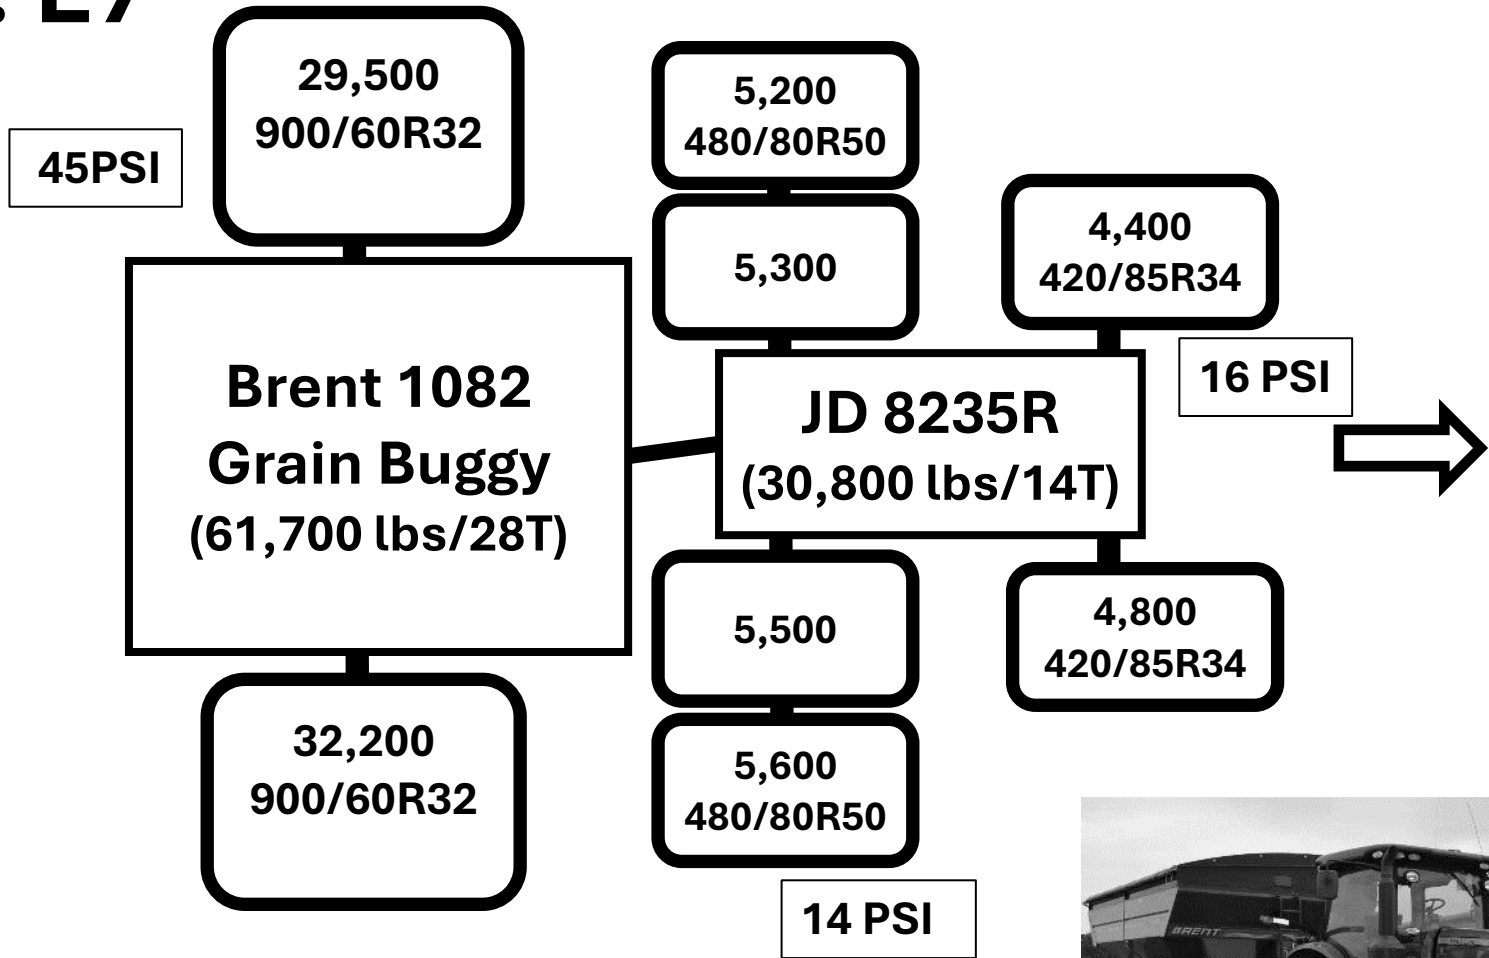 E7
29,500
900/60R32
45PSI
5,200
480/80R50
5,300
4,400
420/85R34
16 PSI
Brent 1082
Grain Buggy
(61,700 lbs/28T)
JD 8235R
(30,800 lbs/14T)
5,500
4,800
420/85R34
32,200
900/60R32
5,600
480/80R50
14 PSI
BRENT